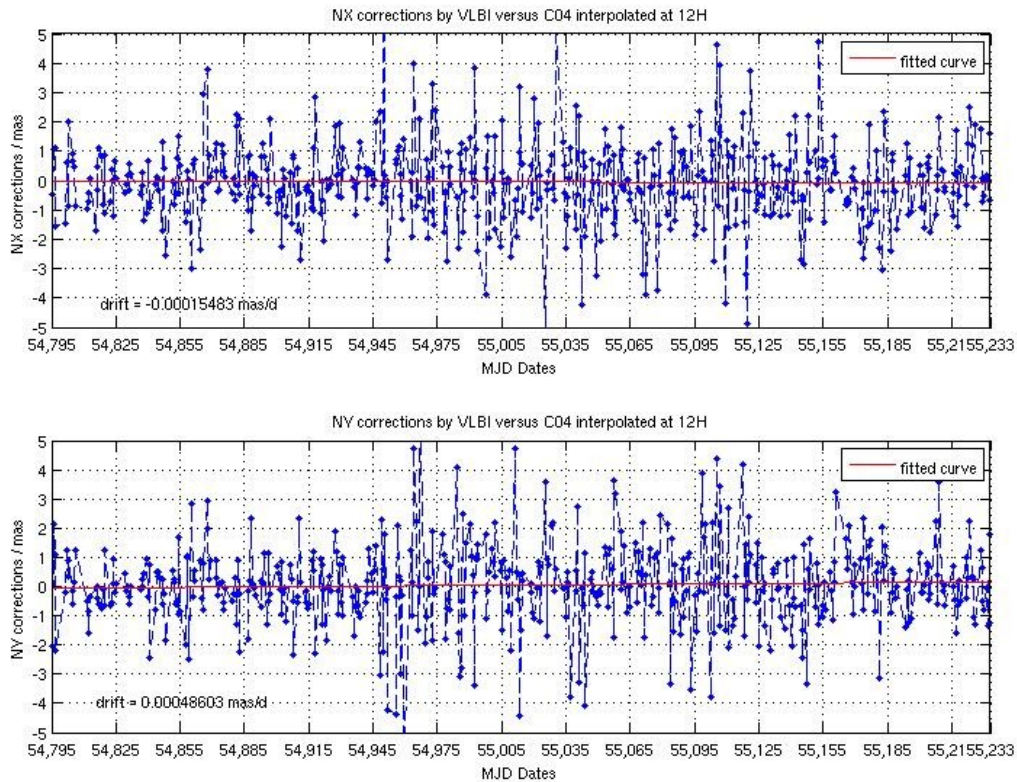 NX corrections by VLBI versus C04 interpolated at 12H
5
4
3
2
1
0
-1
-2
-3
-4
-5
NX corrections / mas
fitted curve
drift = -0.00015483 mas/d
54,795 54,825 54,855 54,885 54,915 54,945 54,975 55,005 55,035 55,065 55,095 55,125 55,155 55,185 55,215 55,233
MJD Dates
NY corrections by VLBI versus C04 interpolated at 12H
5
4
3
2
1
0
-1
-2
-3
-4
-5
NY corrections / mas
fitted curve
drift = 0.00048603 mas/d
54,795 54,825 54,855 54,885 54,915 54,945 54,975 55,005 55,035 55,065 55,095 55,125 55,155 55,185 55,215 55,233
MJD Dates